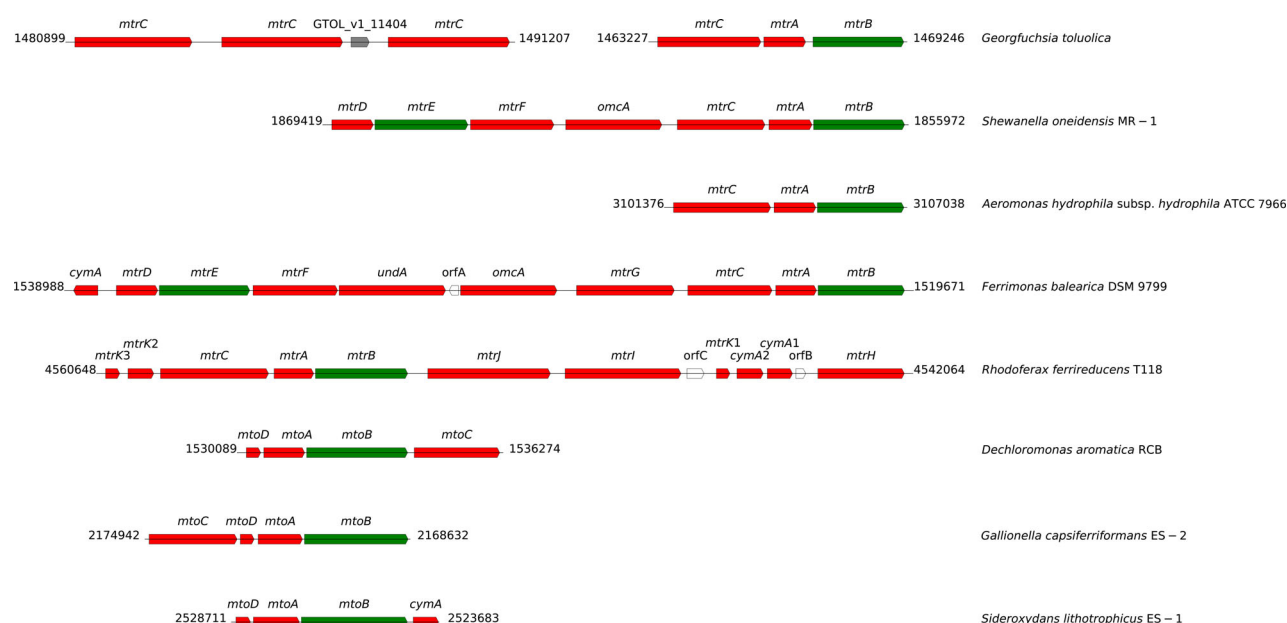 mtrC mtrC GTOL_v1_11404 mtrC mtrC mtrA mtrB
1480899 1491207 1463227 1469246 Georgfuchsia toluolica
mtrD mtrE mtrF omcA mtrC mtrA mtrB
1869419 1855972 Shewanella oneidensis MR – 1
mtrC mtrA mtrB
3101376 3107038 Aeromonas hydrophila subsp. hydrophila ATCC 7966
cymA mtrD mtrE mtrF undA orfA omcA mtrG mtrC mtrA mtrB
1538988 1519671 Ferrimonas balearica DSM 9799
mtrK2 mtrK1 cymA1
mtrK3 mtrC mtrA mtrB mtrJ mtrI orfC cymA2 orfB mtrH
4560648 4542064 Rhodoferax ferrireducens T118
mtoD mtoA mtoB mtoC
1530089 1536274 Dechloromonas aromatica RCB
mtoC mtoD mtoA mtoB
2174942 2168632 Gallionella capsiferriformans ES – 2
mtoD mtoA mtoB cymA
2528711 2523683 Sideroxydans lithotrophicus ES – 1